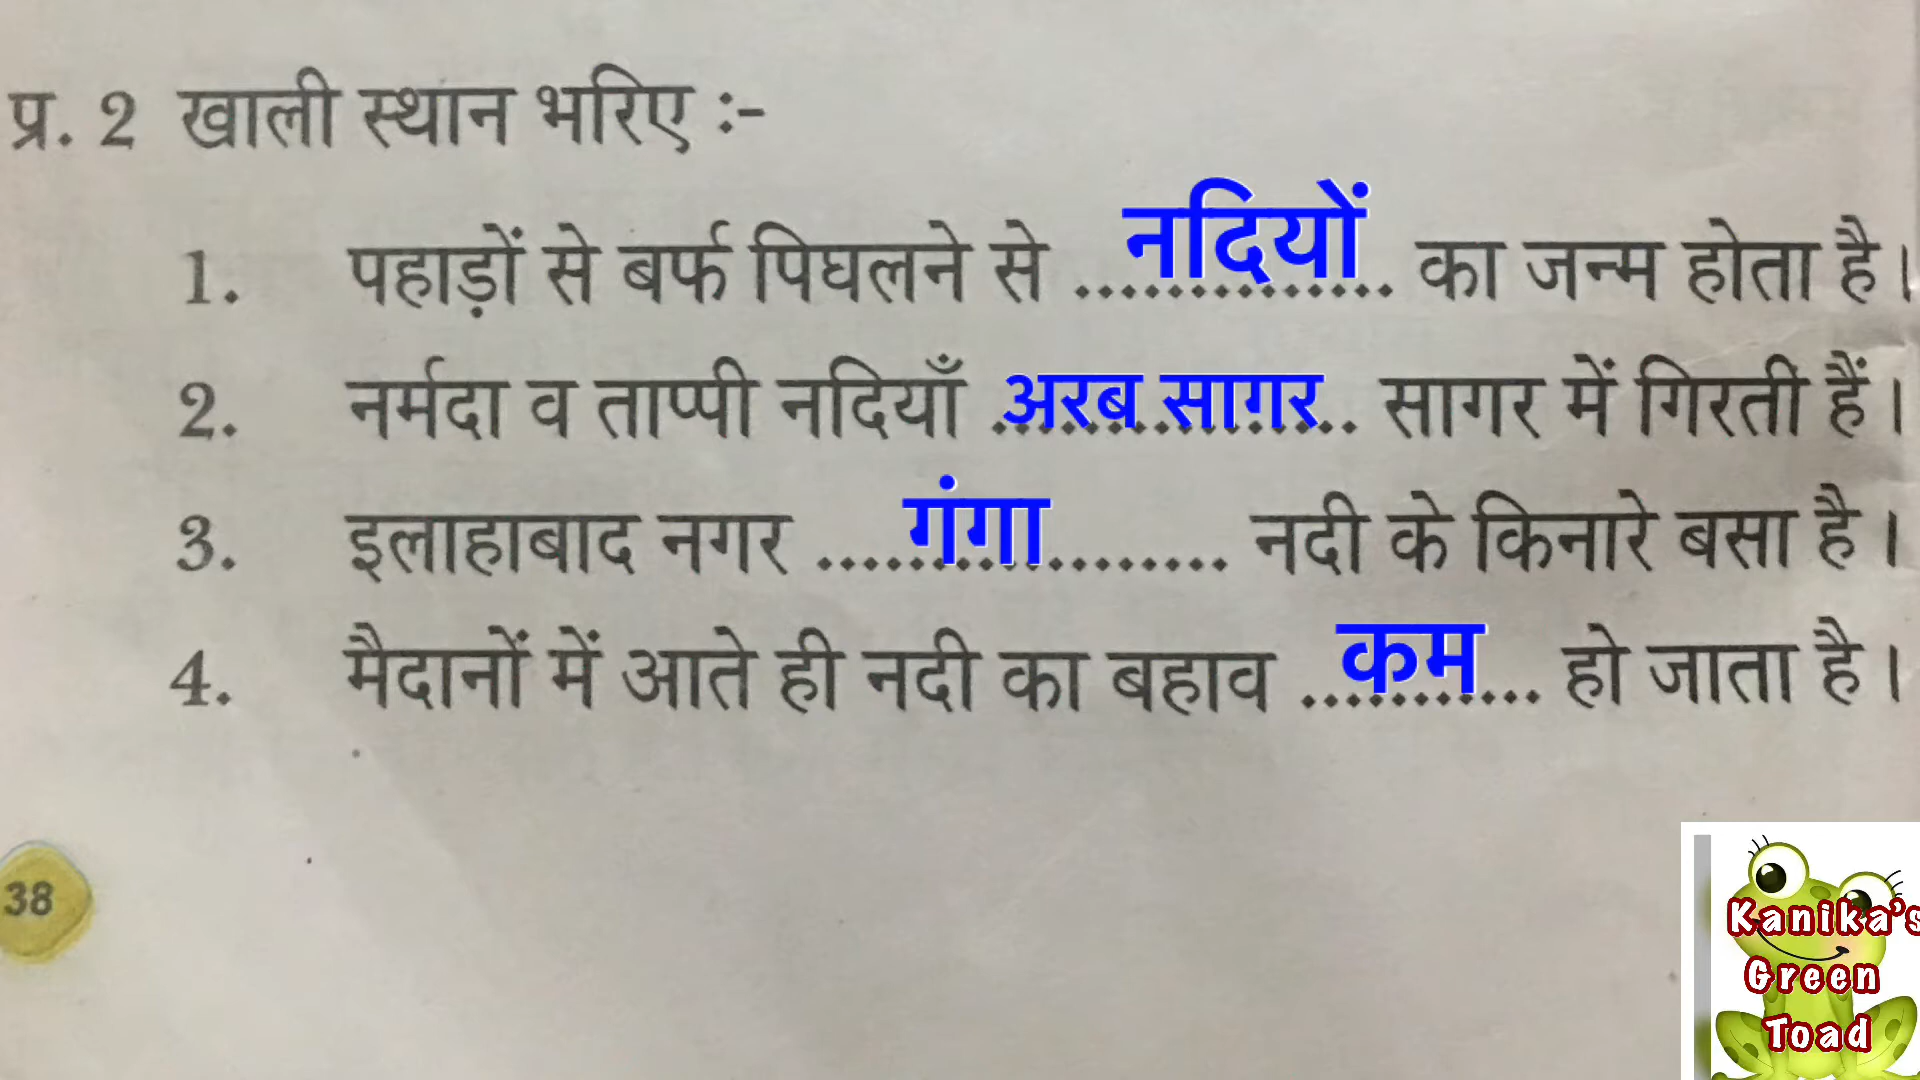 प्र. 2 खाली स्थान भरिए :-
1. पहाड़ों से बर्फ पिघलने से ...नदियों... का जन्म होता है।
2. नर्मदा व ताप्पी नदियाँ ..अरब सागर.. सागर में गिरती हैं।
3. इलाहाबाद नगर ....गंगा........ नदी के किनारे बसा है।
4. मैदानों में आते ही नदी का बहाव ..कम... हो जाता है।
38
Kanika's
Green
Toad